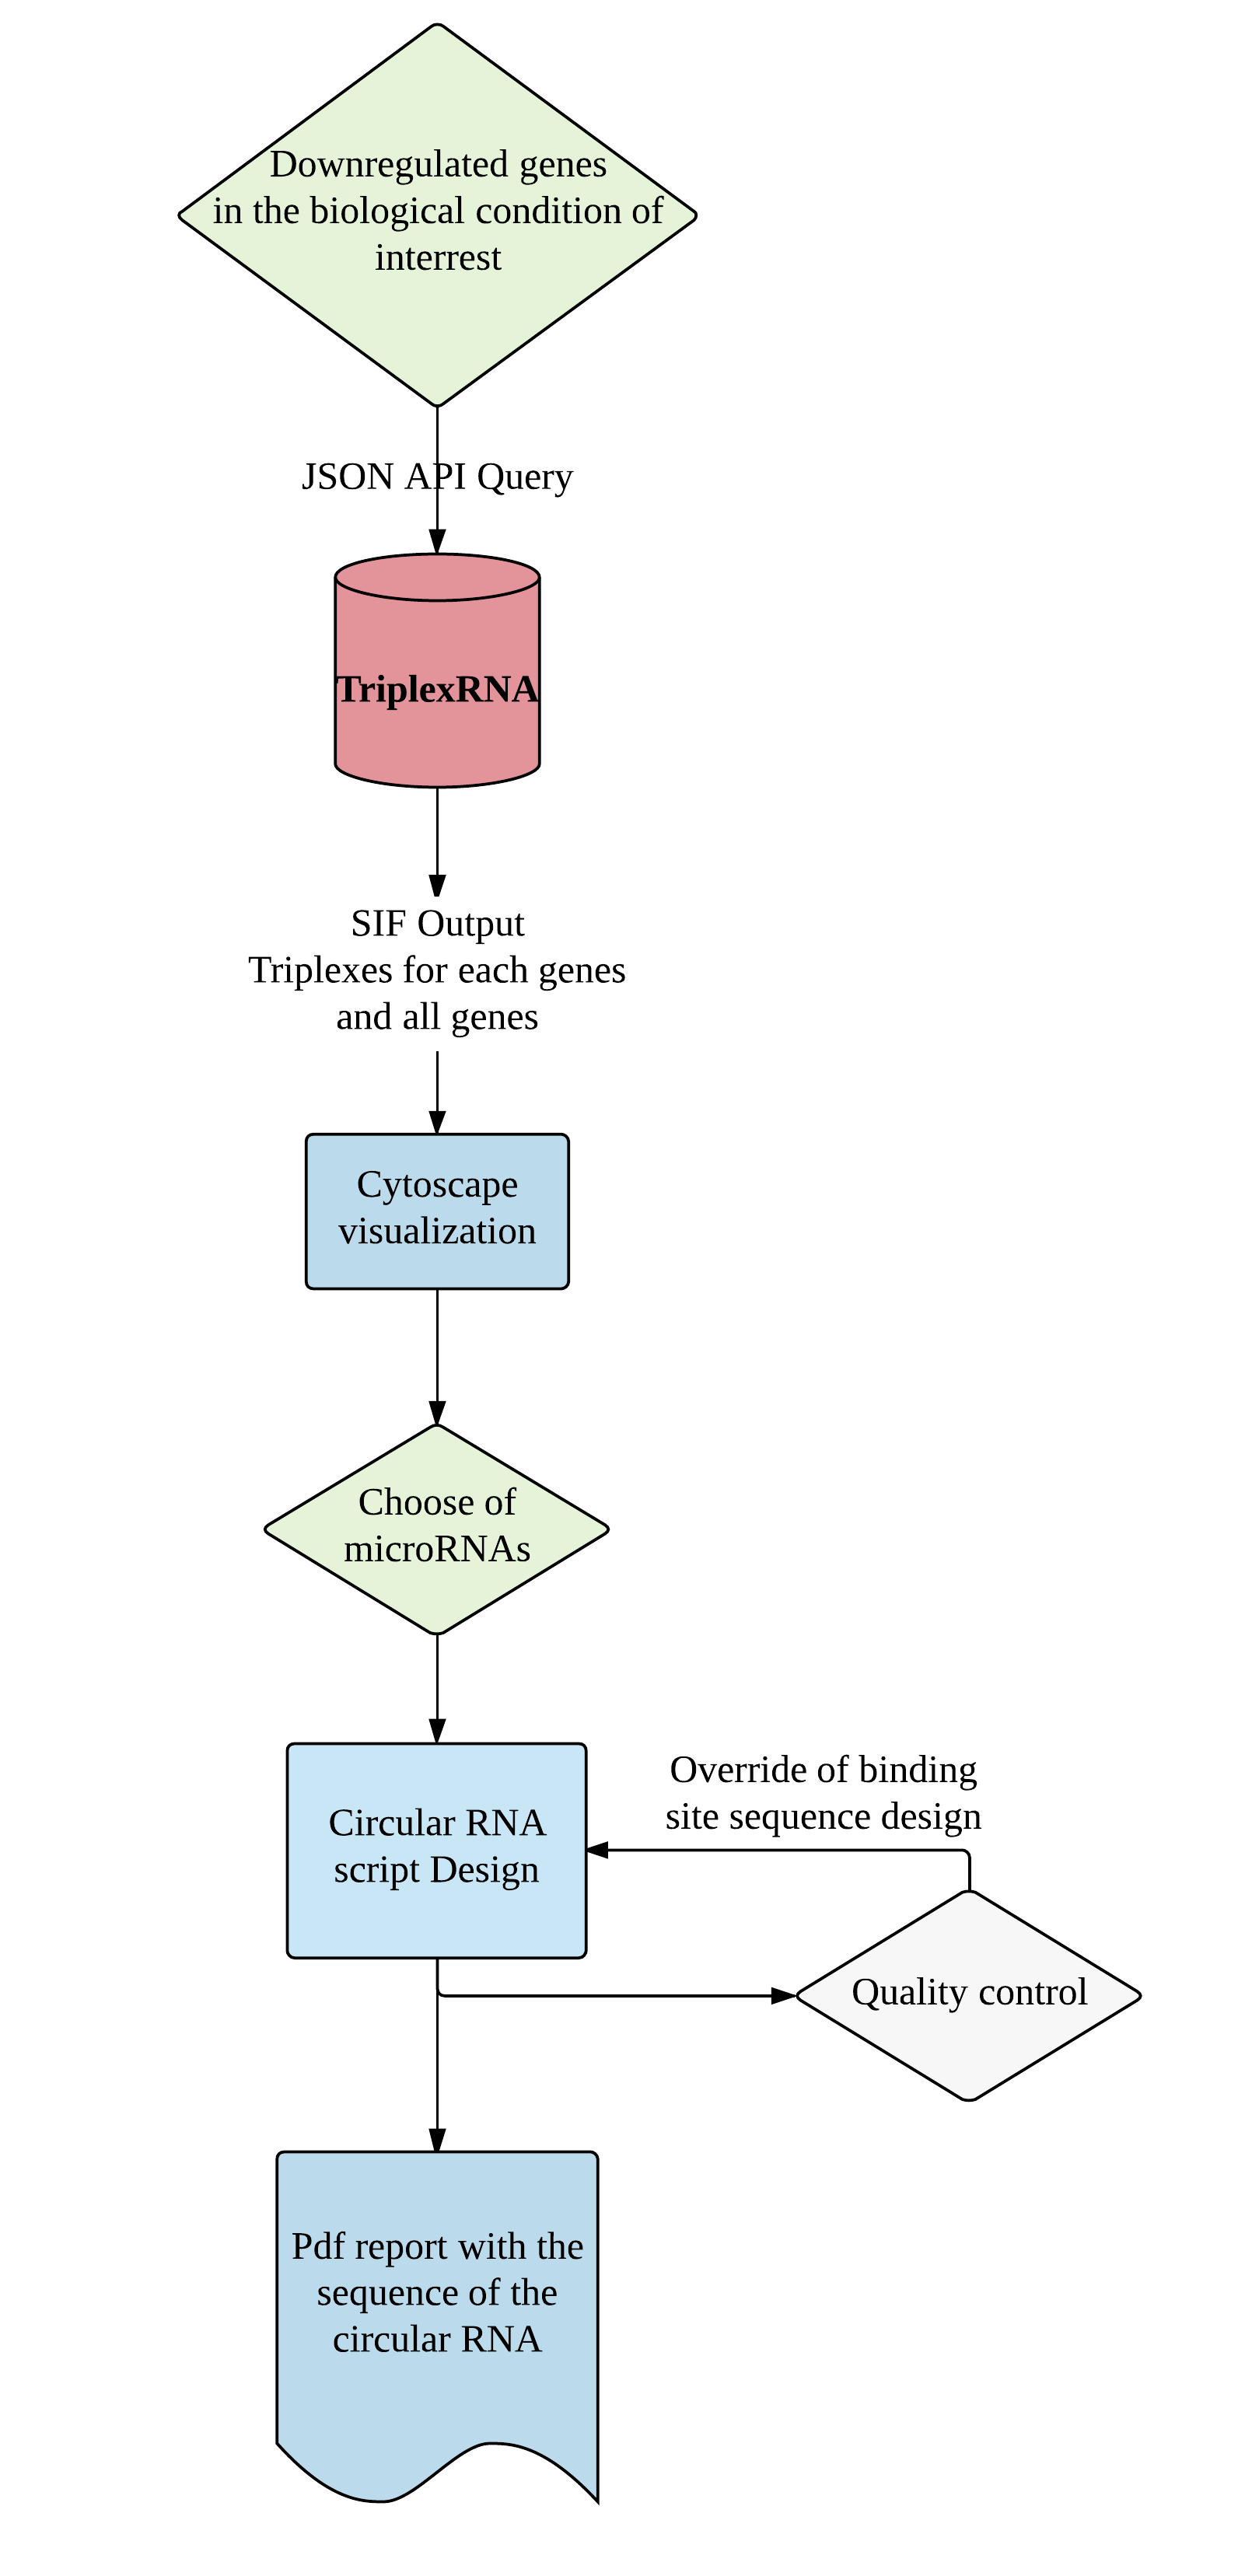 Downregulated genes
in the biological condition of
interrest
JSON API Query
TriplexRNA
SIF Output
Triplexes for each genes
and all genes
Cytoscape
visualization
Choose of
microRNAs
Override of binding
site sequence design
Circular RNA
script Design
Quality control
Pdf report with the
sequence of the
circular RNA